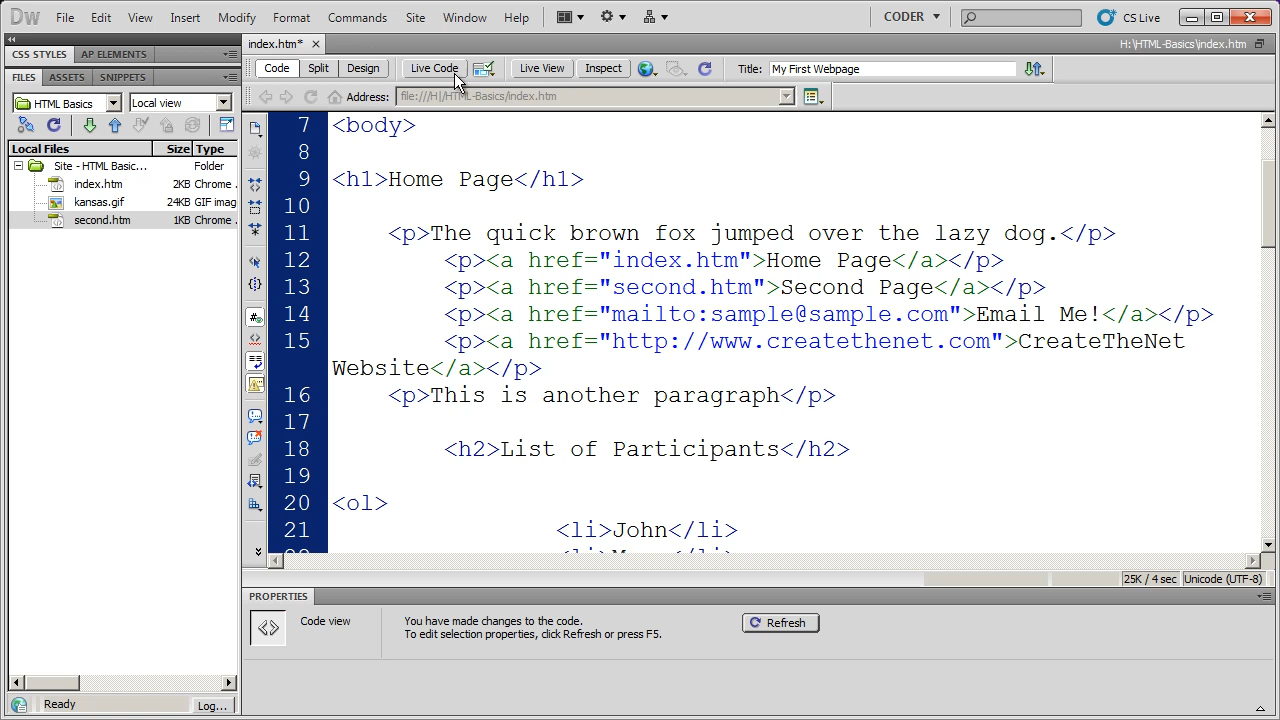 Dw File Edit View Insert Modify Format Commands Site Window Help CODER CS Live
CSS STYLES AP ELEMENTS
index.htm* H:\HTML-Basics\index.htm
FILES ASSETS SNIPPETS
Code Split Design Live Code Live View Inspect Title: My First Webpage
HTML Basics Local view
Address: file:///H|/HTML-Basics/index.htm
Local Files Size Type
Site - HTML Basic... Folder
index.htm 2KB Chrome .
kansas.gif 24KB GIF imag
second.htm 1KB Chrome .
7 <body>
8
9 <h1>Home Page</h1>
10
11 <p>The quick brown fox jumped over the lazy dog.</p>
12 <p><a href="index.htm">Home Page</a></p>
13 <p><a href="second.htm">Second Page</a></p>
14 <p><a href="mailto:sample@sample.com">Email Me!</a></p>
15 <p><a href="http://www.createthenet.com">CreateTheNet
Website</a></p>
16 <p>This is another paragraph</p>
17
18 <h2>List of Participants</h2>
19
20 <ol>
21 <li>John</li>
25K / 4 sec Unicode (UTF-8)
PROPERTIES
Code view
You have made changes to the code.
To edit selection properties, click Refresh or press F5.
Refresh
Ready Log...